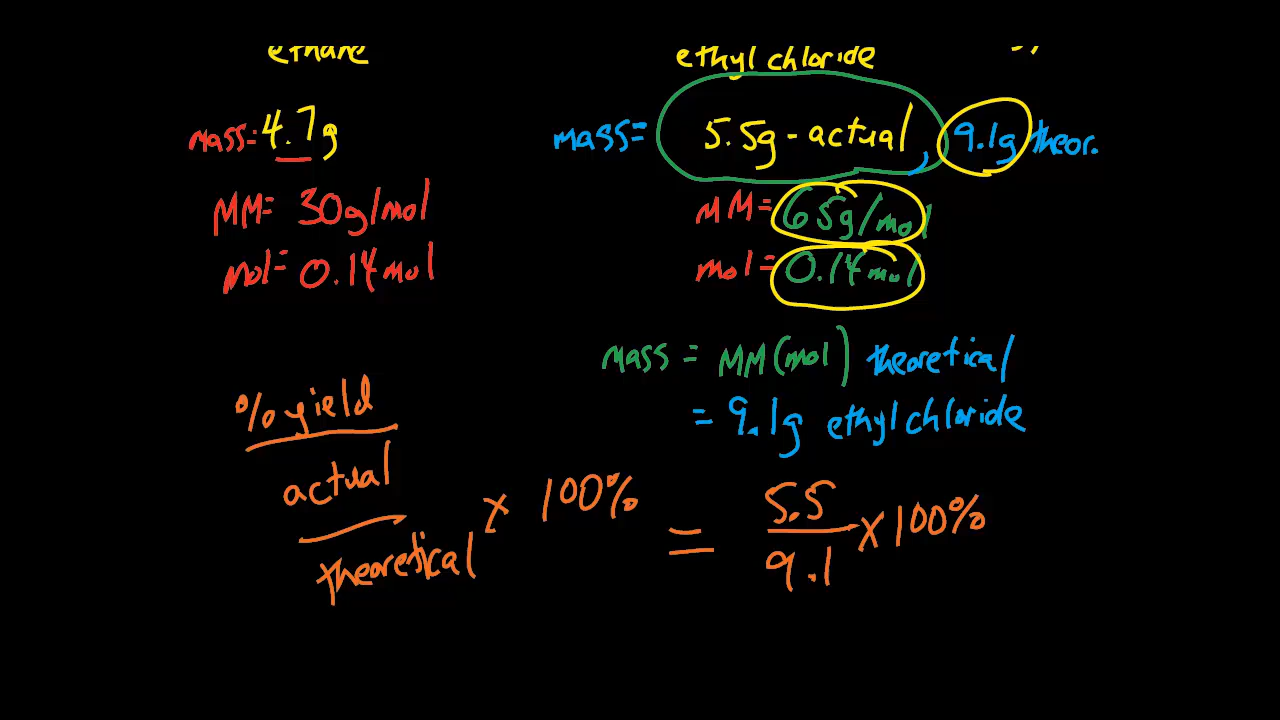 ethane ethyl chloride
mass= 4.7g mass= 5.5g - actual, 9.1g theor.
MM= 30g/mol MM= 65g/mol
mol= 0.14mol mol= 0.14mol
mass = MM(mol) theoretical
= 9.1g ethyl chloride
% yield
actual
theoretical × 100% = 5.5
9.1 × 100%